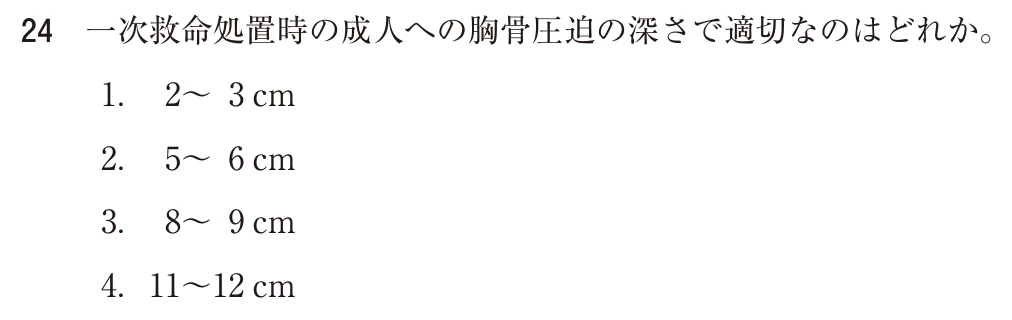 24 一次救命処置時の成人への胸骨圧迫の深さで適切なのはどれか。
1. 2〜 3 cm
2. 5〜 6 cm
3. 8〜 9 cm
4. 11〜12 cm